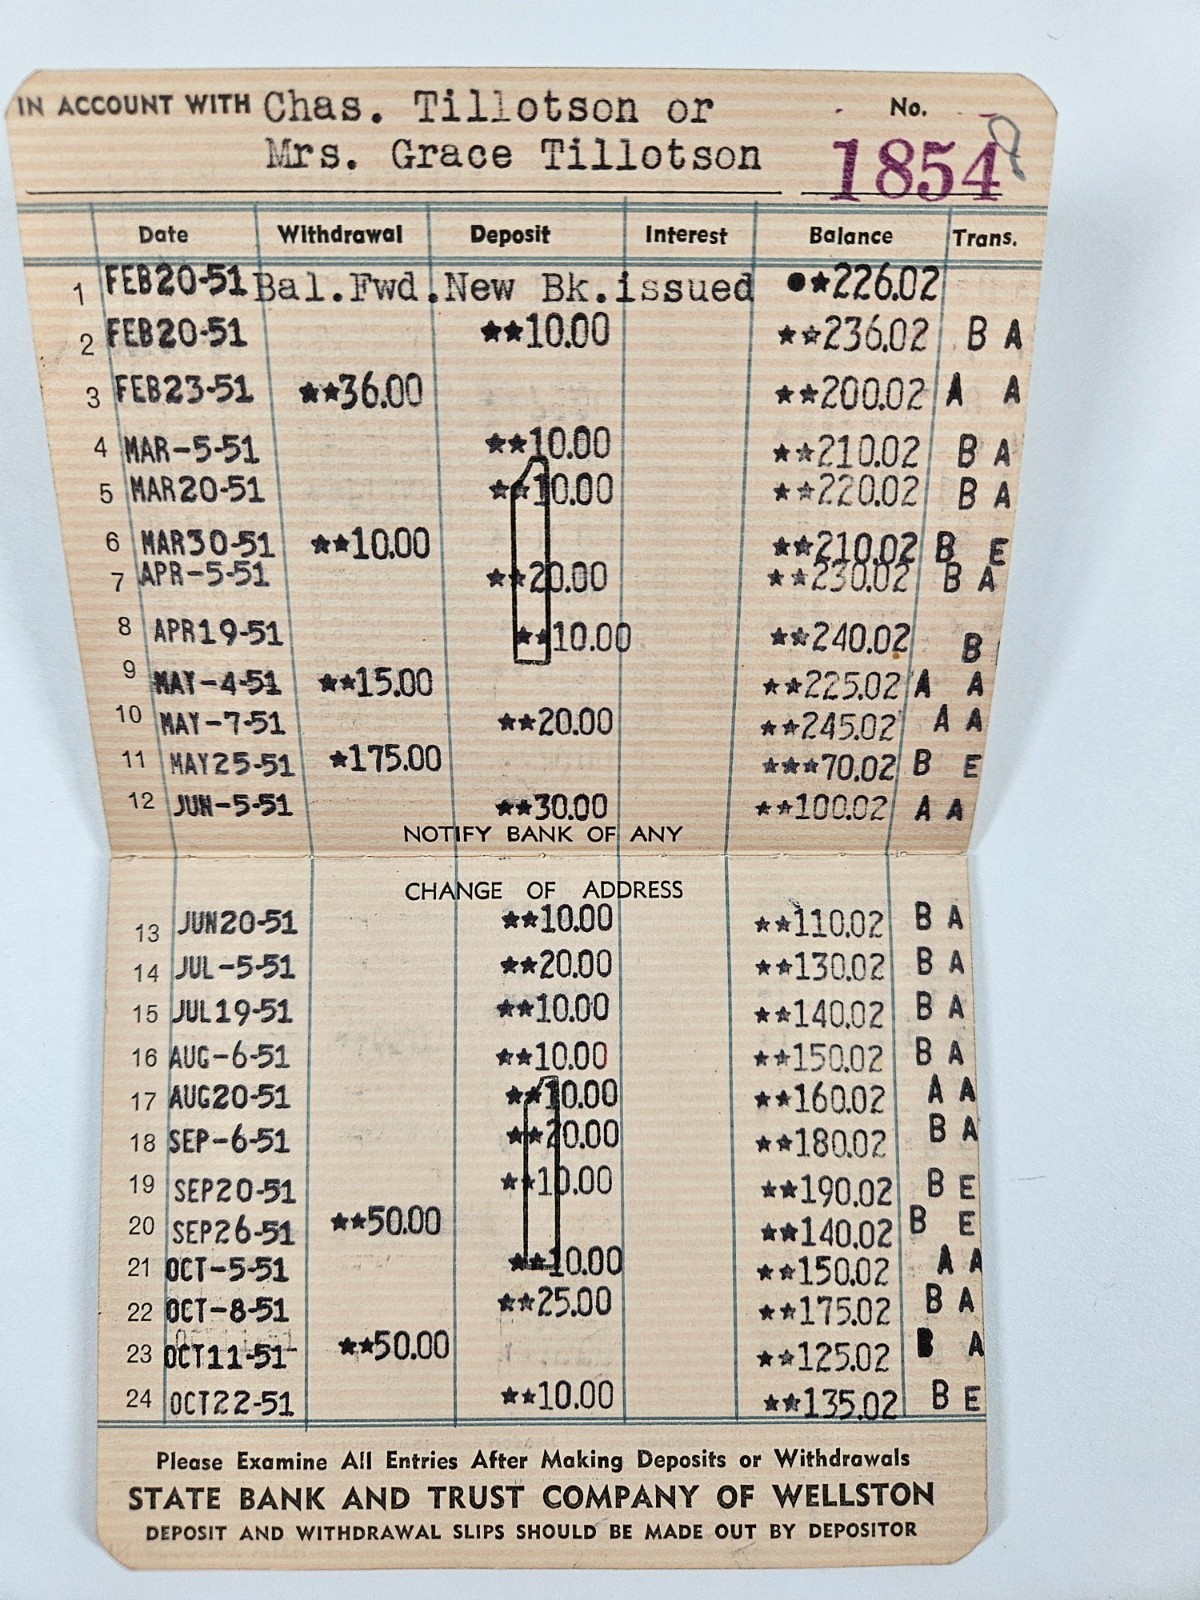 IN ACCOUNT WITH Chas. Tillotson or No.
Mrs. Grace Tillotson 1854
Date Withdrawal Deposit Interest Balance Trans.
1 FEB20-51 Bal.Fwd.New Bk.issued ●★226.02
2 FEB20-51 ★★10.00 ★★236.02 B A
3 FEB23-51 ★★36.00 ★★200.02 A A
4 MAR-5-51 ★★10.00 ★★210.02 B A
5 MAR20-51 ★★10.00 ★★220.02 B A
6 MAR30-51 ★★10.00 ★★210.02 B E
7 APR-5-51 ★★20.00 ★★230.02 B A
8 APR19-51 ★★10.00 ★★240.02 B
9 MAY-4-51 ★★15.00 ★★225.02 A A
10 MAY-7-51 ★★20.00 ★★245.02 A A
11 MAY25-51 ★175.00 ★★★70.02 B E
12 JUN-5-51 ★★30.00 ★★100.02 A A
NOTIFY BANK OF ANY
CHANGE OF ADDRESS
13 JUN20-51 ★★10.00 ★★110.02 B A
14 JUL-5-51 ★★20.00 ★★130.02 B A
15 JUL19-51 ★★10.00 ★★140.02 B A
16 AUG-6-51 ★★10.00 ★★150.02 B A
17 AUG20-51 ★★10.00 ★★160.02 A A
18 SEP-6-51 ★★20.00 ★★180.02 B A
19 SEP20-51 ★★10.00 ★★190.02 B E
20 SEP26-51 ★★50.00 ★★140.02 B E
21 OCT-5-51 ★★10.00 ★★150.02 A A
22 OCT-8-51 ★★25.00 ★★175.02 B A
23 OCT11-51 ★★50.00 ★★125.02 B A
24 OCT22-51 ★★10.00 ★★135.02 B E
Please Examine All Entries After Making Deposits or Withdrawals
STATE BANK AND TRUST COMPANY OF WELLSTON
DEPOSIT AND WITHDRAWAL SLIPS SHOULD BE MADE OUT BY DEPOSITOR